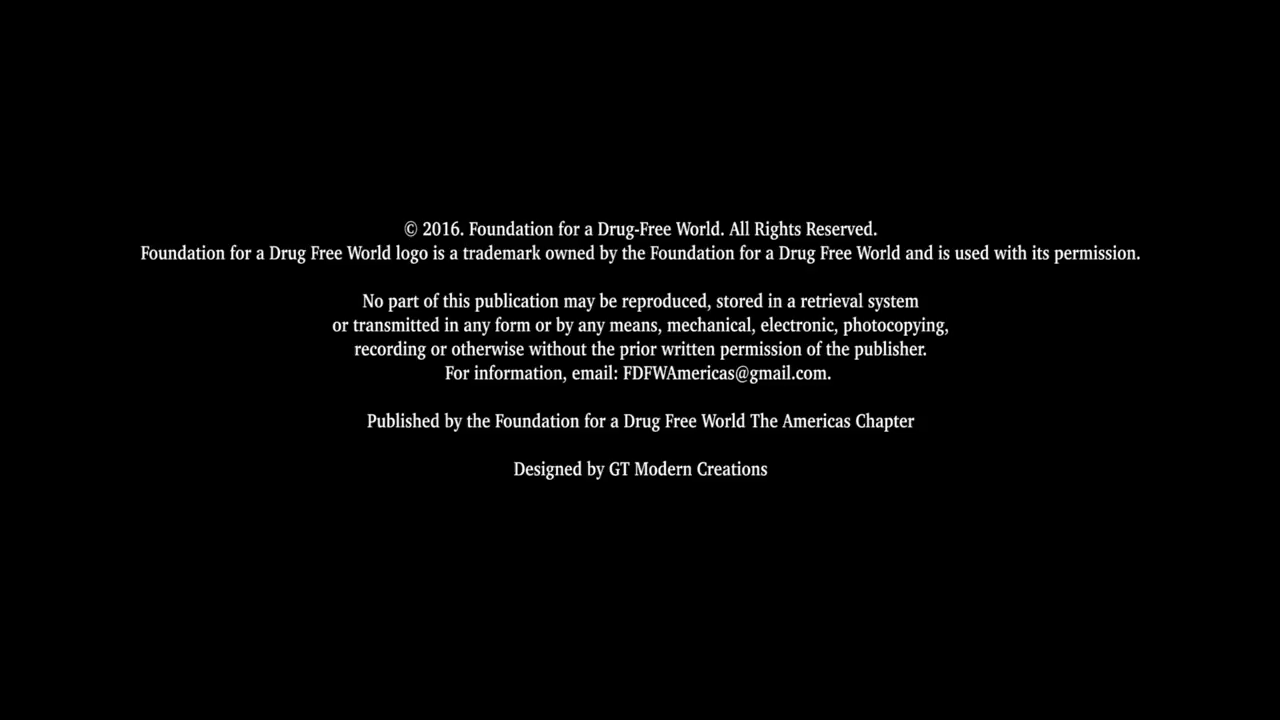 © 2016. Foundation for a Drug-Free World. All Rights Reserved.
Foundation for a Drug Free World logo is a trademark owned by the Foundation for a Drug Free World and is used with its permission.
No part of this publication may be reproduced, stored in a retrieval system
or transmitted in any form or by any means, mechanical, electronic, photocopying,
recording or otherwise without the prior written permission of the publisher.
For information, email: FDFWAmericas@gmail.com.
Published by the Foundation for a Drug Free World The Americas Chapter
Designed by GT Modern Creations